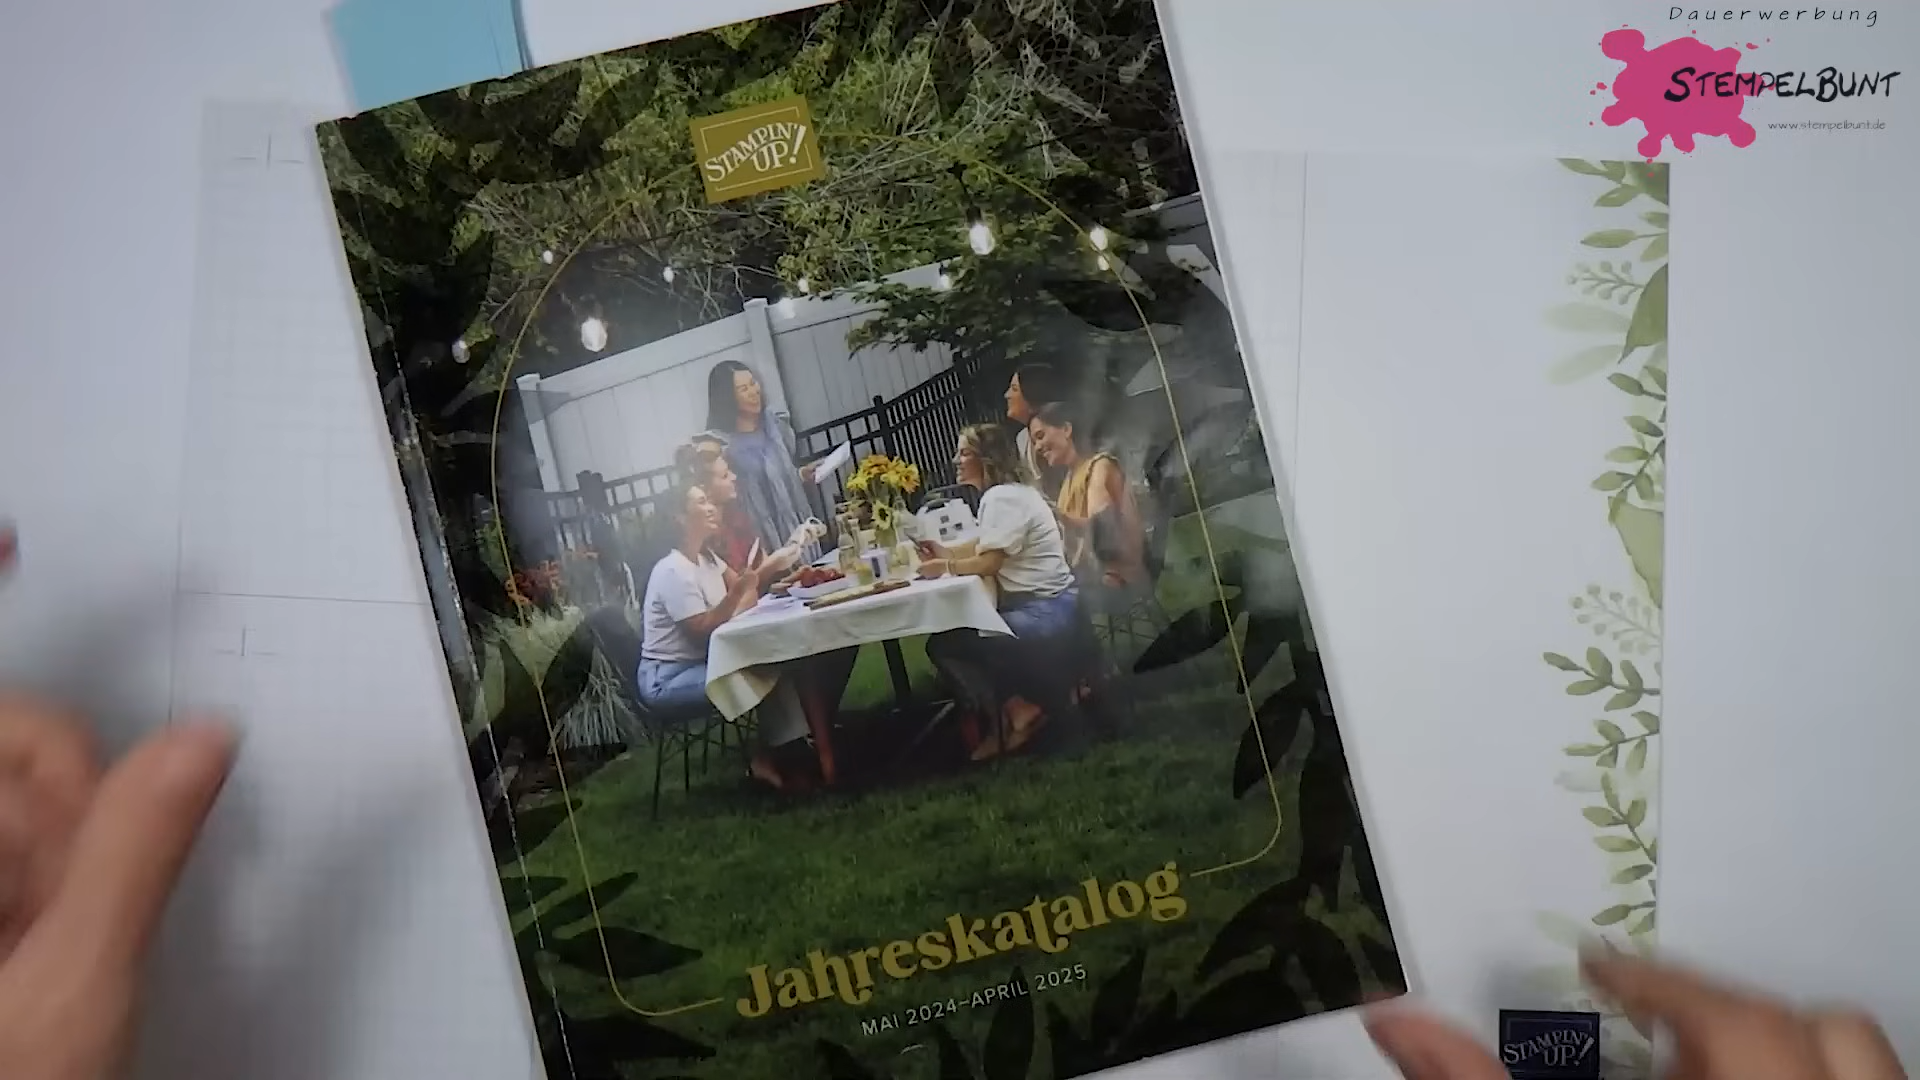 Dauerwerbung
STEMPELBUNT
www.stempelbunt.de
STAMPIN'
UP!
Jahreskatalog
MAI 2024–APRIL 2025
STAMPIN'
UP!